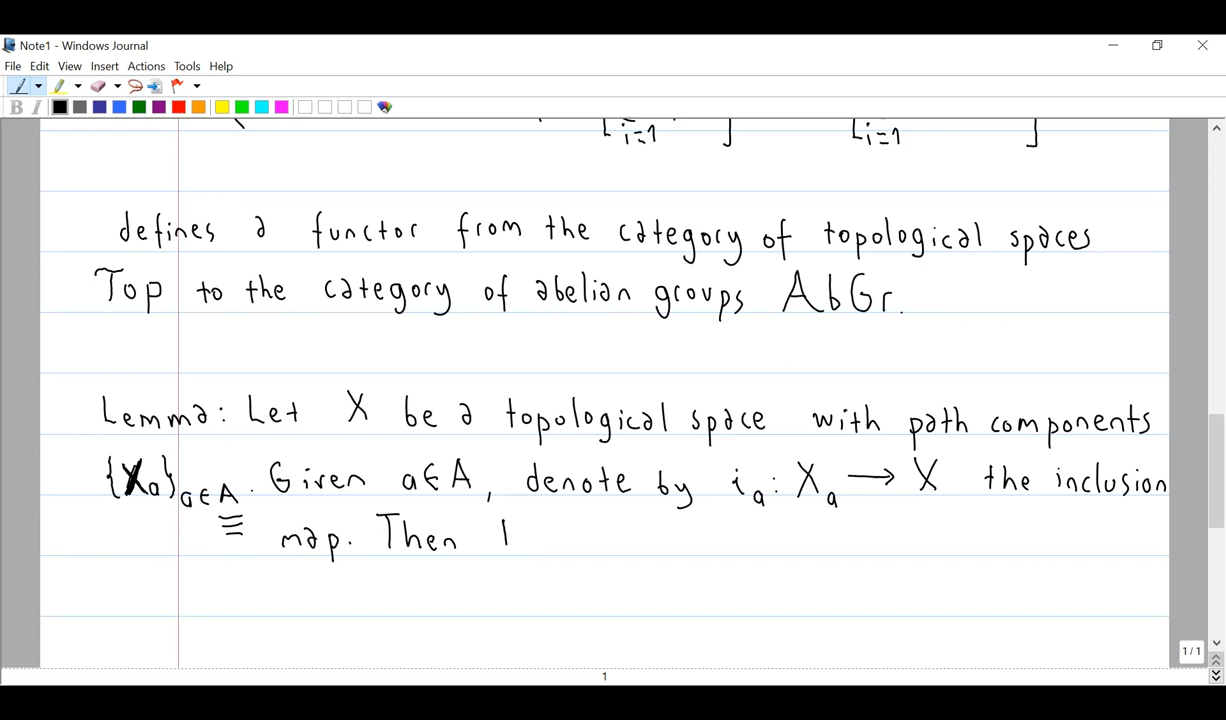 Note1 - Windows Journal
File Edit View Insert Actions Tools Help
B I
i=1 ] [i=1 ]
defines a functor from the category of topological spaces
Top to the category of abelian groups AbGr.
Lemma: Let X be a topological space with path components
{Xa}a∈A. Given a∈A, denote by ia: Xa → X the inclusion
map. Then
1/1
1